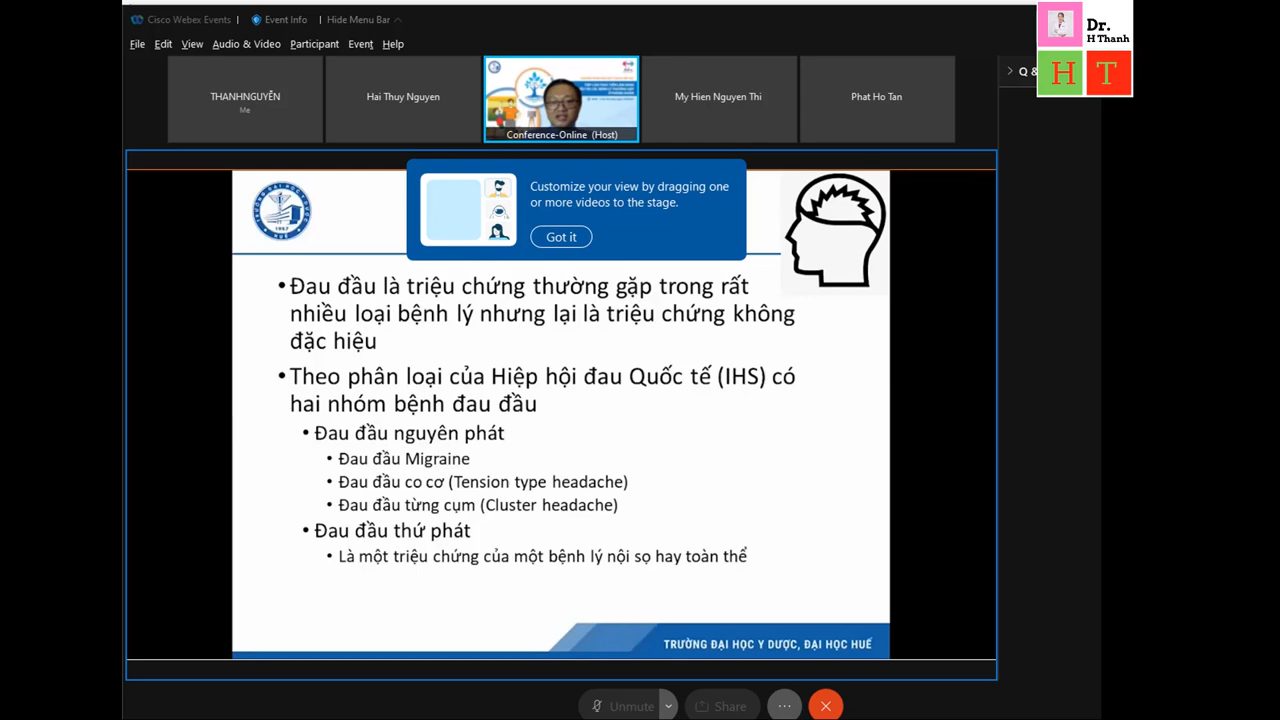 Cisco Webex Events
Event Info
Hide Menu Bar
File Edit View Audio & Video Participant Event Help
Dr.
H Thanh
H T
Q &
THANHNGUYỄN
Me
Hai Thuy Nguyen
Conference-Online (Host)
My Hien Nguyen Thi
Phat Ho Tan
Customize your view by dragging one
or more videos to the stage.
Got it
1957
HUẾ
•Đau đầu là triệu chứng thường gặp trong rất
nhiều loại bệnh lý nhưng lại là triệu chứng không
đặc hiệu
•Theo phân loại của Hiệp hội đau Quốc tế (IHS) có
hai nhóm bệnh đau đầu
• Đau đầu nguyên phát
• Đau đầu Migraine
• Đau đầu co cơ (Tension type headache)
• Đau đầu từng cụm (Cluster headache)
• Đau đầu thứ phát
• Là một triệu chứng của một bệnh lý nội sọ hay toàn thể
TRƯỜNG ĐẠI HỌC Y DƯỢC, ĐẠI HỌC HUẾ
Unmute
Share